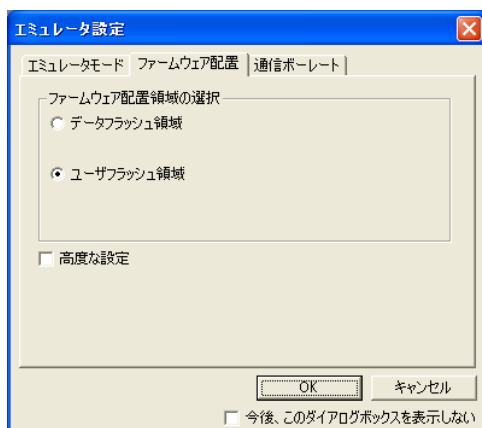 エミュレータ設定
エミュレータモード ファームウェア配置 通信ボーレート
ファームウェア配置領域の選択
データフラッシュ領域
ユーザフラッシュ領域
高度な設定
OK キャンセル
今後、このダイアログボックスを表示しない